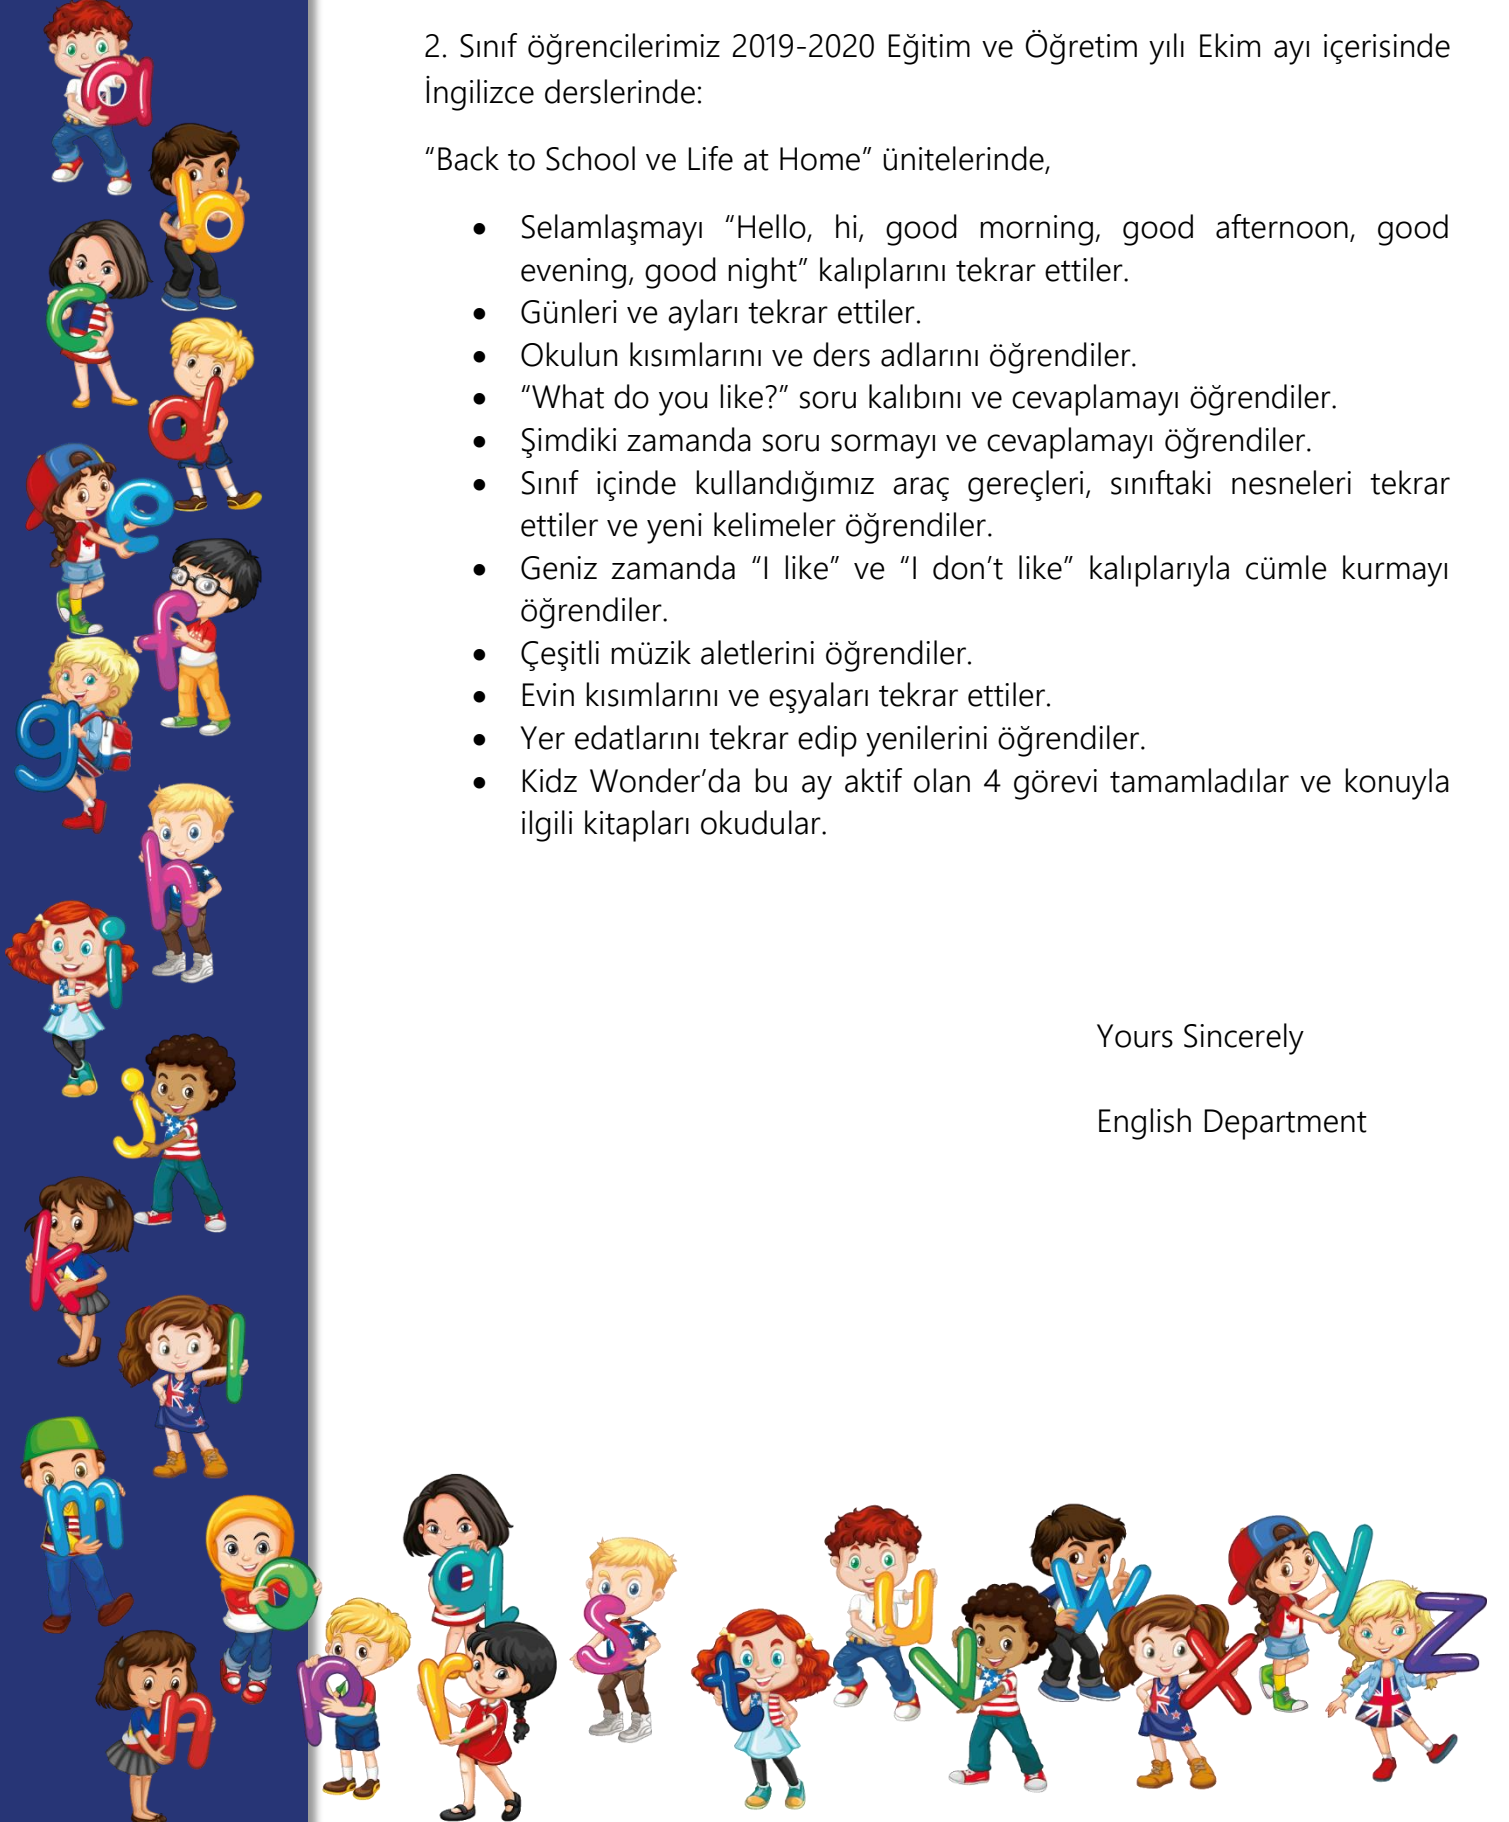 2. Sınıf öğrencilerimiz 2019-2020 Eğitim ve Öğretim yılı Ekim ayı içerisinde
İngilizce derslerinde:
“Back to School ve Life at Home” ünitelerinde,
• Selamlaşmayı “Hello, hi, good morning, good afternoon, good
evening, good night” kalıplarını tekrar ettiler.
• Günleri ve ayları tekrar ettiler.
• Okulun kısımlarını ve ders adlarını öğrendiler.
• “What do you like?” soru kalıbını ve cevaplamayı öğrendiler.
• Şimdiki zamanda soru sormayı ve cevaplamayı öğrendiler.
• Sınıf içinde kullandığımız araç gereçleri, sınıftaki nesneleri tekrar
ettiler ve yeni kelimeler öğrendiler.
• Geniz zamanda “I like” ve “I don’t like” kalıplarıyla cümle kurmayı
öğrendiler.
• Çeşitli müzik aletlerini öğrendiler.
• Evin kısımlarını ve eşyaları tekrar ettiler.
• Yer edatlarını tekrar edip yenilerini öğrendiler.
• Kidz Wonder’da bu ay aktif olan 4 görevi tamamladılar ve konuyla
ilgili kitapları okudular.
Yours Sincerely
English Department
a
b
c
d
e
f
g
h
i
j
k
l
m
n
o
p
q
r
s
t
u
v
w
x
y
z